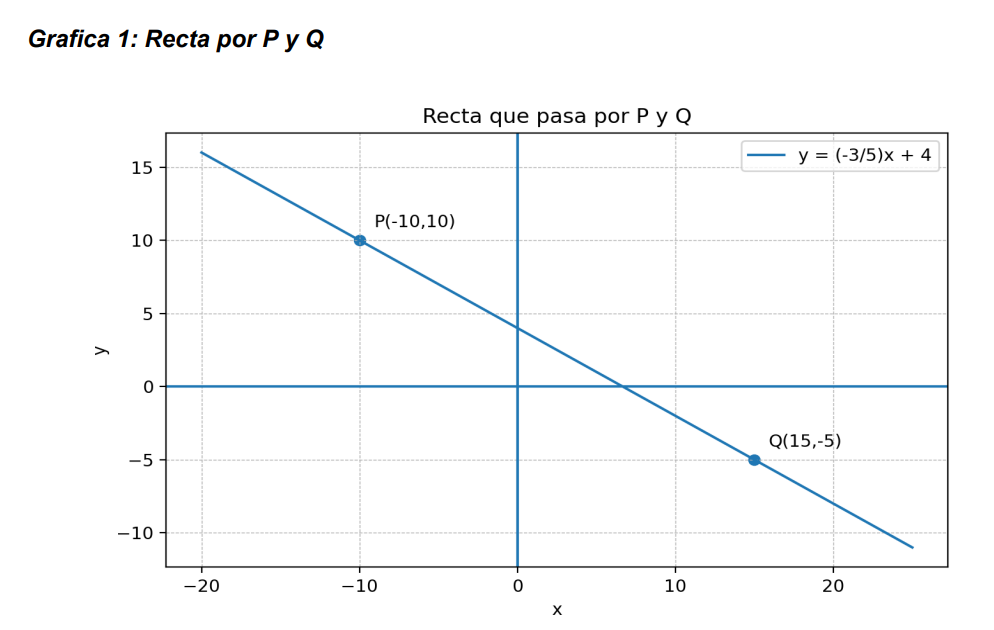 Grafica 1: Recta por P y Q
Recta que pasa por P y Q
y = (-3/5)x + 4
15
P(-10,10)
10
5
y
0
Q(15,-5)
−5
−10
−20
−10
0
10
20
x